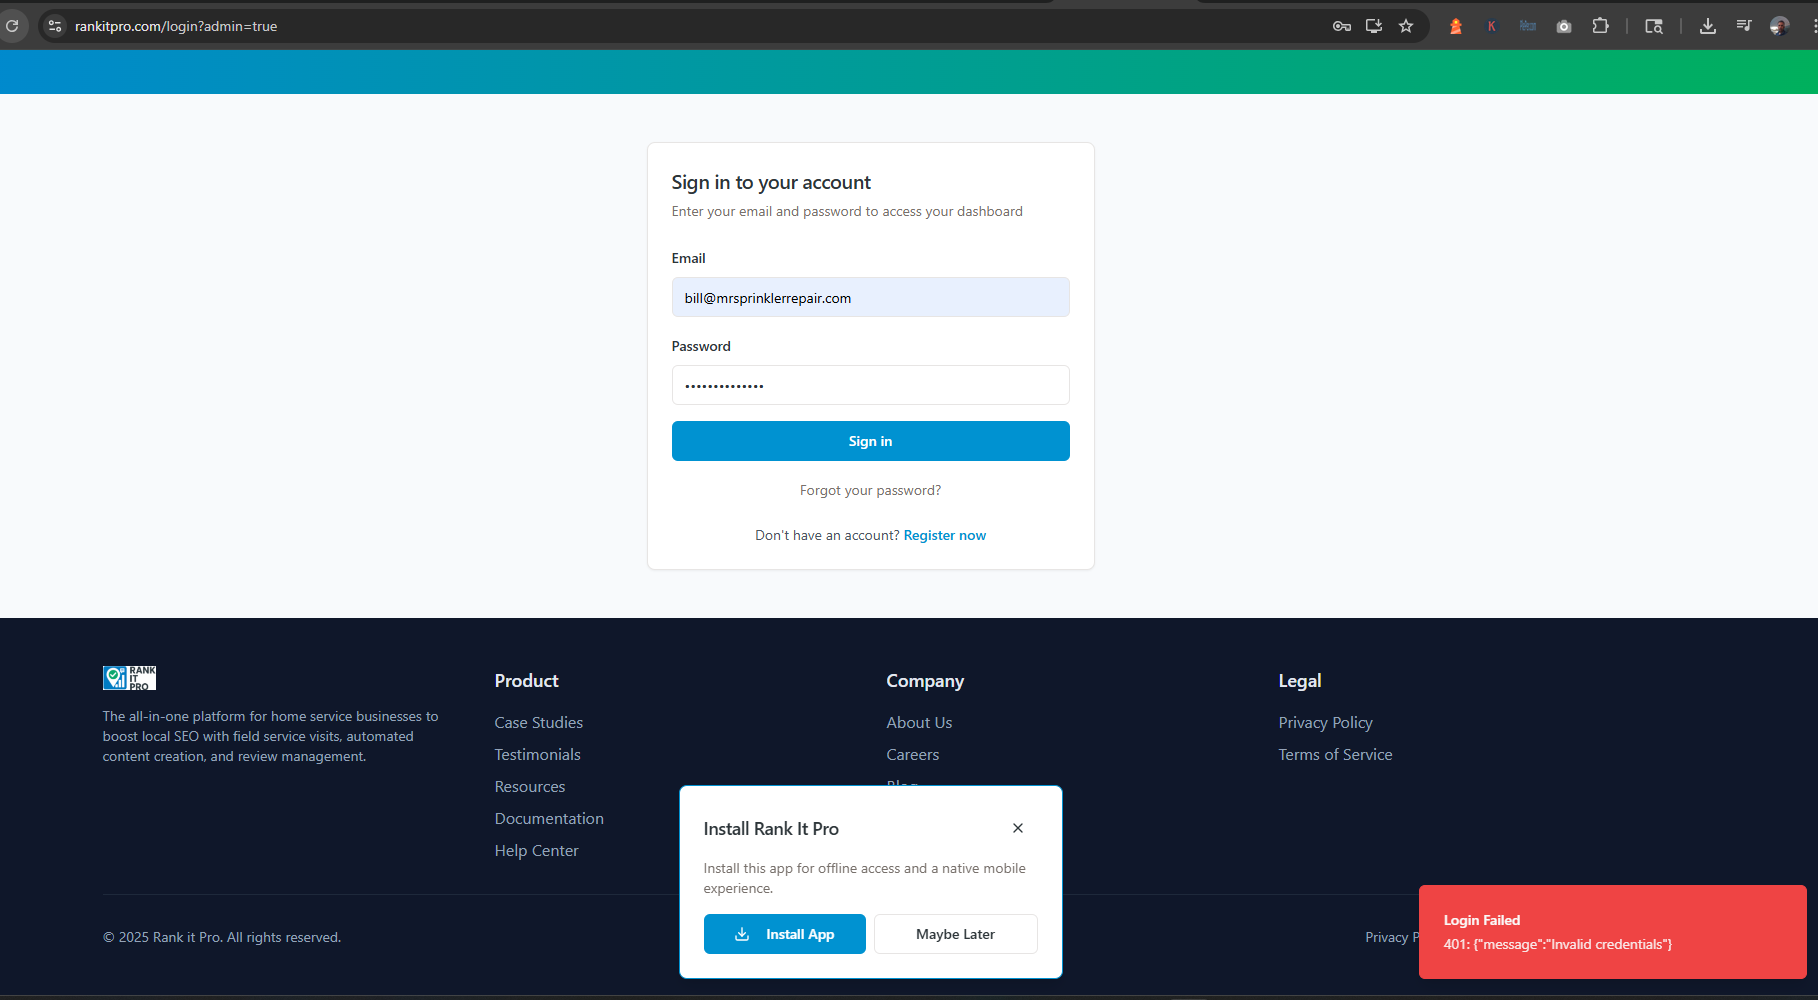 rankitpro.com/login?admin=true
K
Sign in to your account
Enter your email and password to access your dashboard
Email
bill@mrsprinklerrepair.com
Password
••••••••••••••
Sign in
Forgot your password?
Don't have an account? Register now
RANK
IT
PRO
The all-in-one platform for home service businesses to
boost local SEO with field service visits, automated
content creation, and review management.
Product
Case Studies
Testimonials
Resources
Documentation
Help Center
Company
About Us
Careers
Blog
Legal
Privacy Policy
Terms of Service
Install Rank It Pro
Install this app for offline access and a native mobile
experience.
Install App
Maybe Later
© 2025 Rank it Pro. All rights reserved.
Privacy P
Login Failed
401: {"message":"Invalid credentials"}